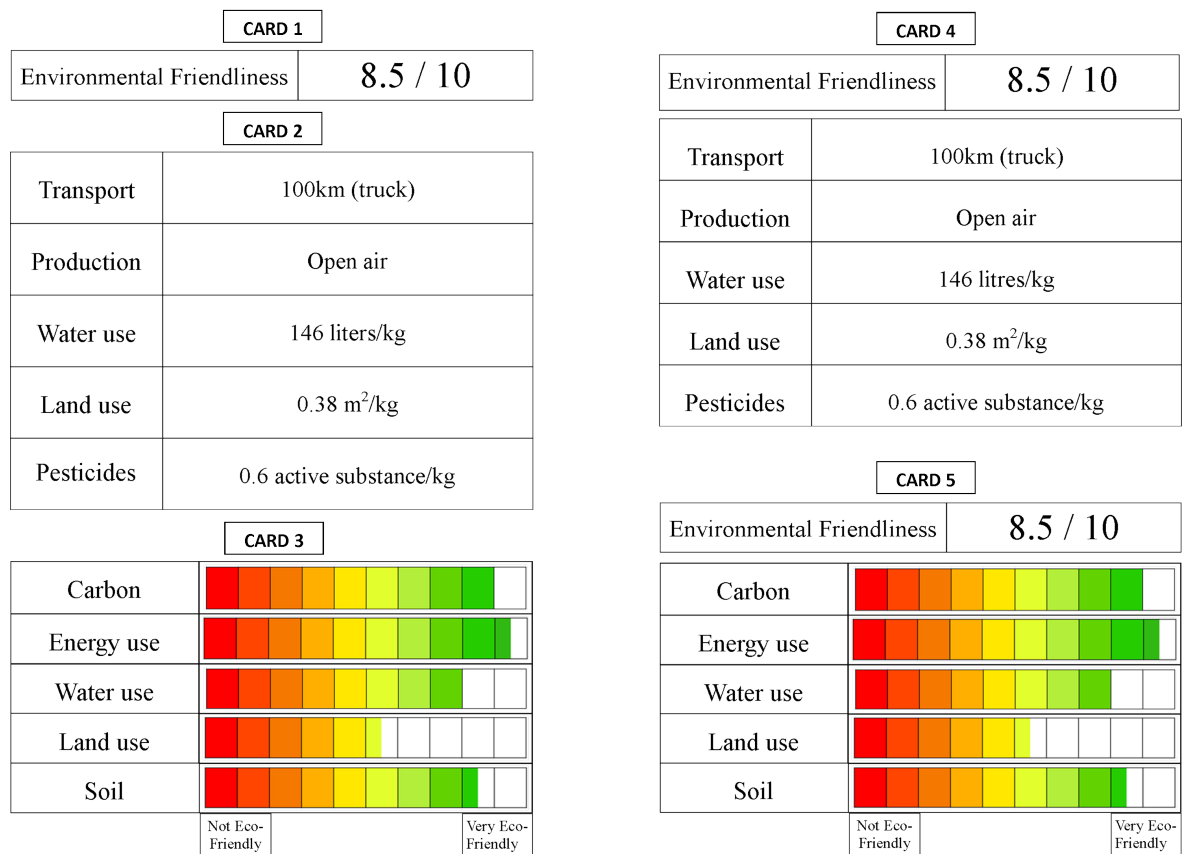 CARD 1
Environmental Friendliness 8.5 / 10
CARD 2
Transport 100km (truck)
Production Open air
Water use 146 liters/kg
Land use 0.38 m²/kg
Pesticides 0.6 active substance/kg
CARD 3
Carbon
Energy use
Water use
Land use
Soil
Not Eco-
Friendly
Very Eco-
Friendly
CARD 4
Environmental Friendliness 8.5 / 10
Transport 100km (truck)
Production Open air
Water use 146 litres/kg
Land use 0.38 m²/kg
Pesticides 0.6 active substance/kg
CARD 5
Environmental Friendliness 8.5 / 10
Carbon
Energy use
Water use
Land use
Soil
Not Eco-
Friendly
Very Eco-
Friendly